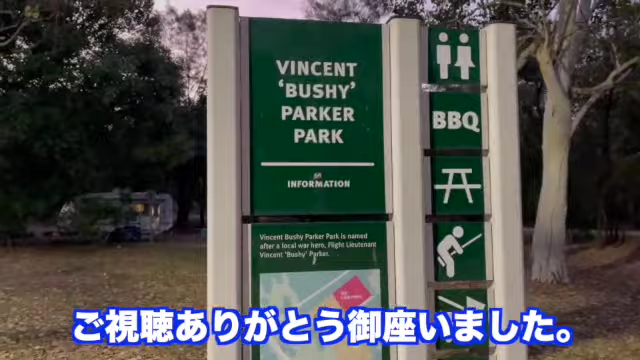 VINCENT
‘BUSHY’
PARKER
PARK
INFORMATION
Vincent Bushy Parker Park is named
after a local war hero, Flight Lieutenant
Vincent ‘Bushy’ Parker.
BBQ
ご視聴ありがとう御座いました。